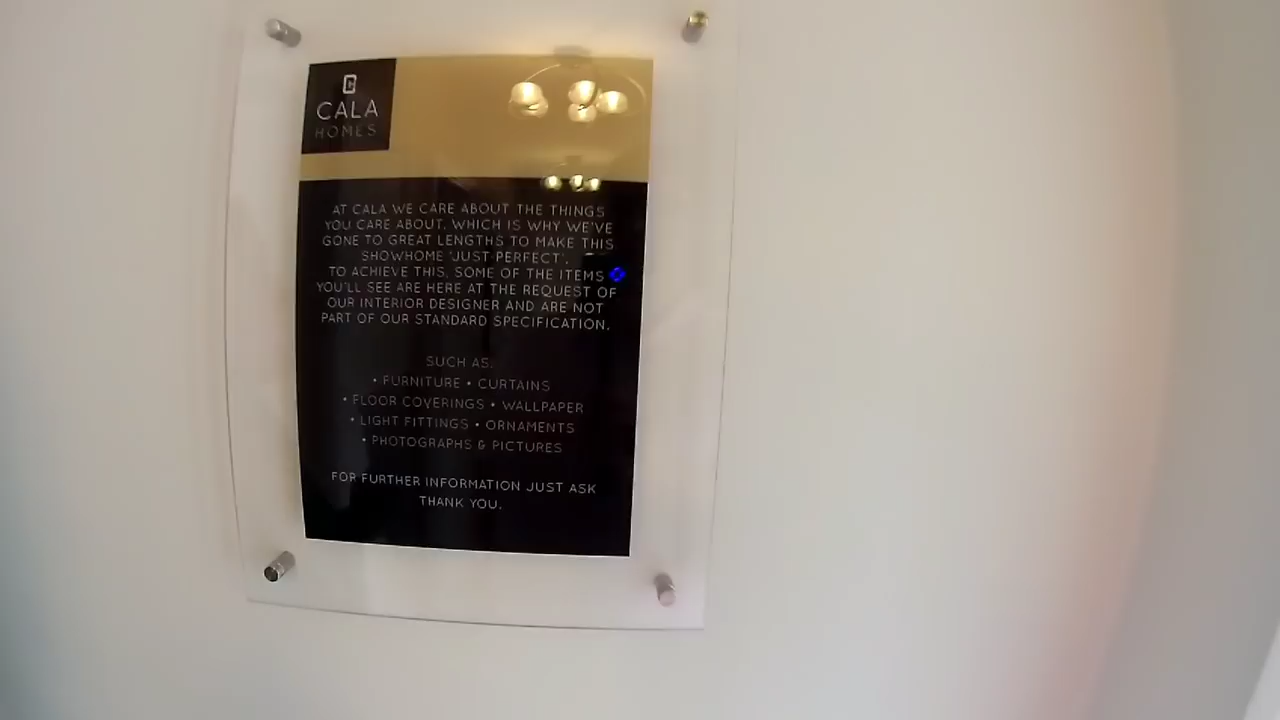 CALA
HOMES
AT CALA WE CARE ABOUT THE THINGS
YOU CARE ABOUT, WHICH IS WHY WE'VE
GONE TO GREAT LENGTHS TO MAKE THIS
SHOWHOME 'JUST PERFECT'.
TO ACHIEVE THIS, SOME OF THE ITEMS
YOU'LL SEE ARE HERE AT THE REQUEST OF
OUR INTERIOR DESIGNER AND ARE NOT
PART OF OUR STANDARD SPECIFICATION.
SUCH AS:
• FURNITURE • CURTAINS
• FLOOR COVERINGS • WALLPAPER
• LIGHT FITTINGS • ORNAMENTS
• PHOTOGRAPHS & PICTURES
FOR FURTHER INFORMATION JUST ASK
THANK YOU.